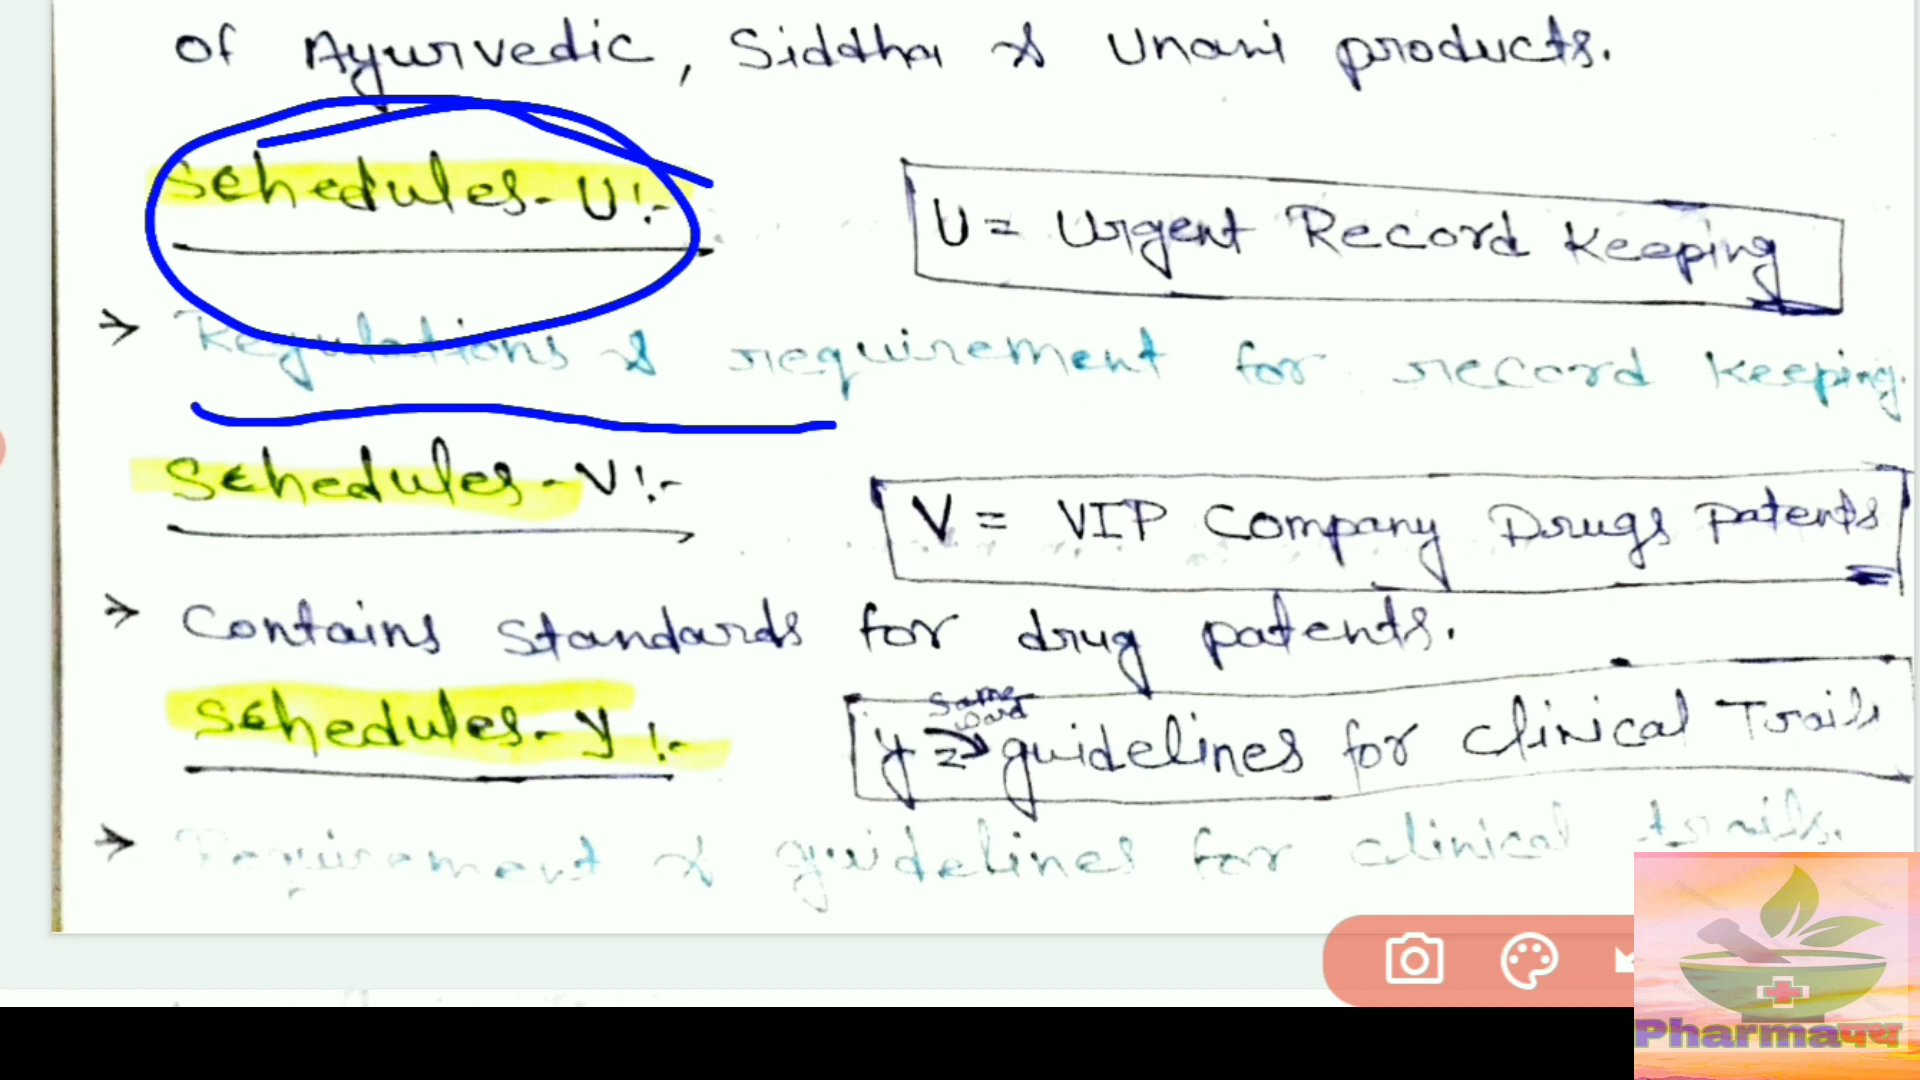 of Ayurvedic, Siddha & Unani products.
Schedules-U:-
U = Urgent Record Keeping
→ Regulations & requirement for record keeping.
Schedules-V:-
V = VIP Company Drugs Patents
→ Contains standards for drug patents.
Schedules-y:-
Same word
y = guidelines for clinical Trails
→ Requirement & guidelines for clinical trails.
Pharmaपथ